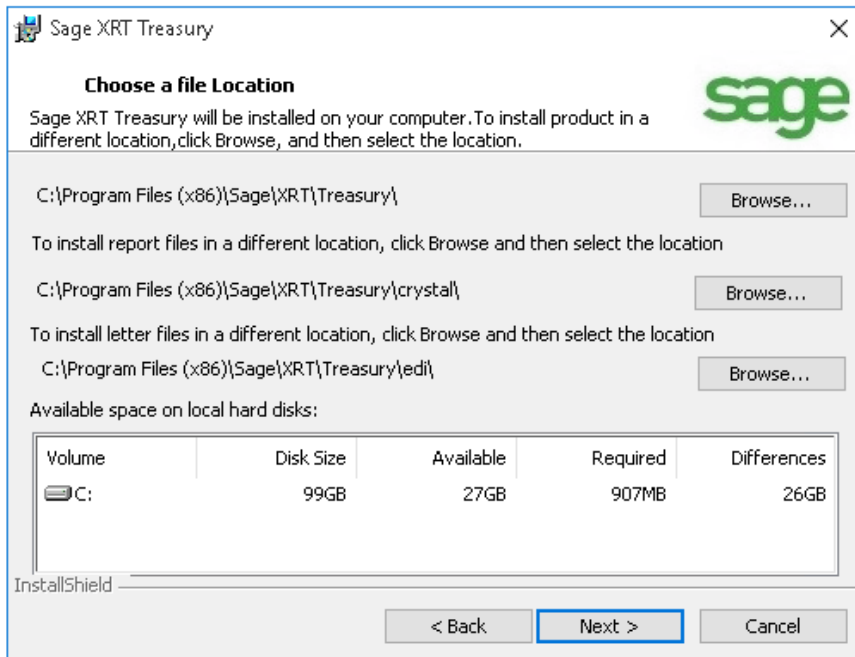 Sage XRT Treasury
Choose a file Location
sage
Sage XRT Treasury will be installed on your computer.To install product in a
different location,click Browse, and then select the location.
C:\Program Files (x86)\Sage\XRT\Treasury\
Browse...
To install report files in a different location, click Browse and then select the location
C:\Program Files (x86)\Sage\XRT\Treasury\crystal\
Browse...
To install letter files in a different location, click Browse and then select the location
C:\Program Files (x86)\Sage\XRT\Treasury\edi\
Browse...
Available space on local hard disks:
Volume Disk Size Available Required Differences
C: 99GB 27GB 907MB 26GB
InstallShield
< Back Next > Cancel